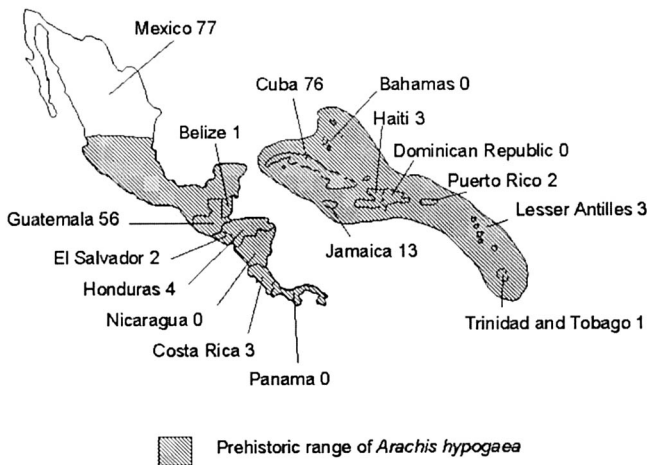 Mexico 77
Cuba 76
Bahamas 0
Haiti 3
Belize 1
Dominican Republic 0
Puerto Rico 2
Lesser Antilles 3
Guatemala 56
El Salvador 2
Jamaica 13
Honduras 4
Nicaragua 0
Trinidad and Tobago 1
Costa Rica 3
Panama 0
Prehistoric range of Arachis hypogaea